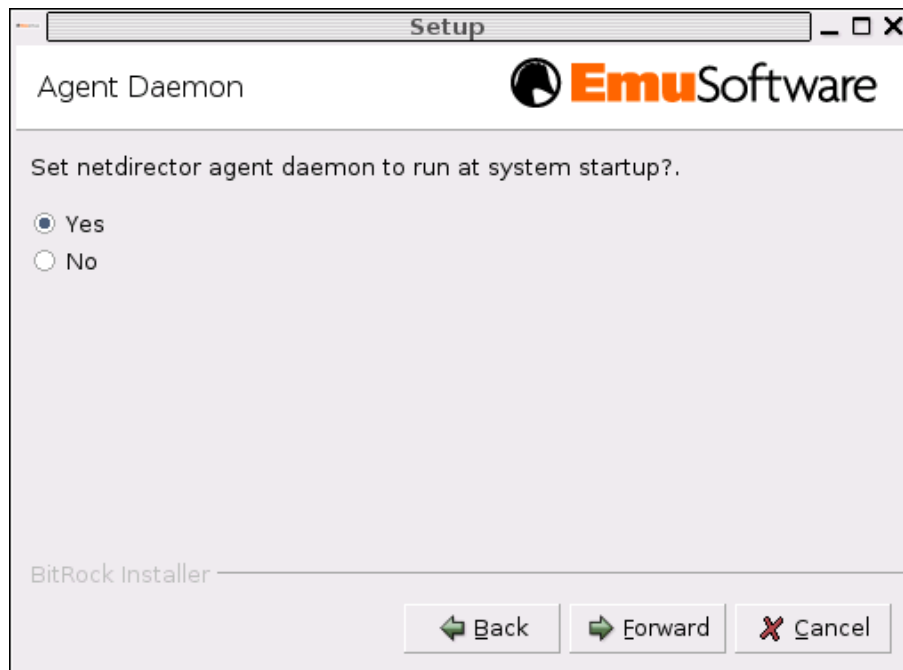 Setup
Agent Daemon
EmuSoftware
Set netdirector agent daemon to run at system startup?.
Yes
No
BitRock Installer
Back
Forward
Cancel